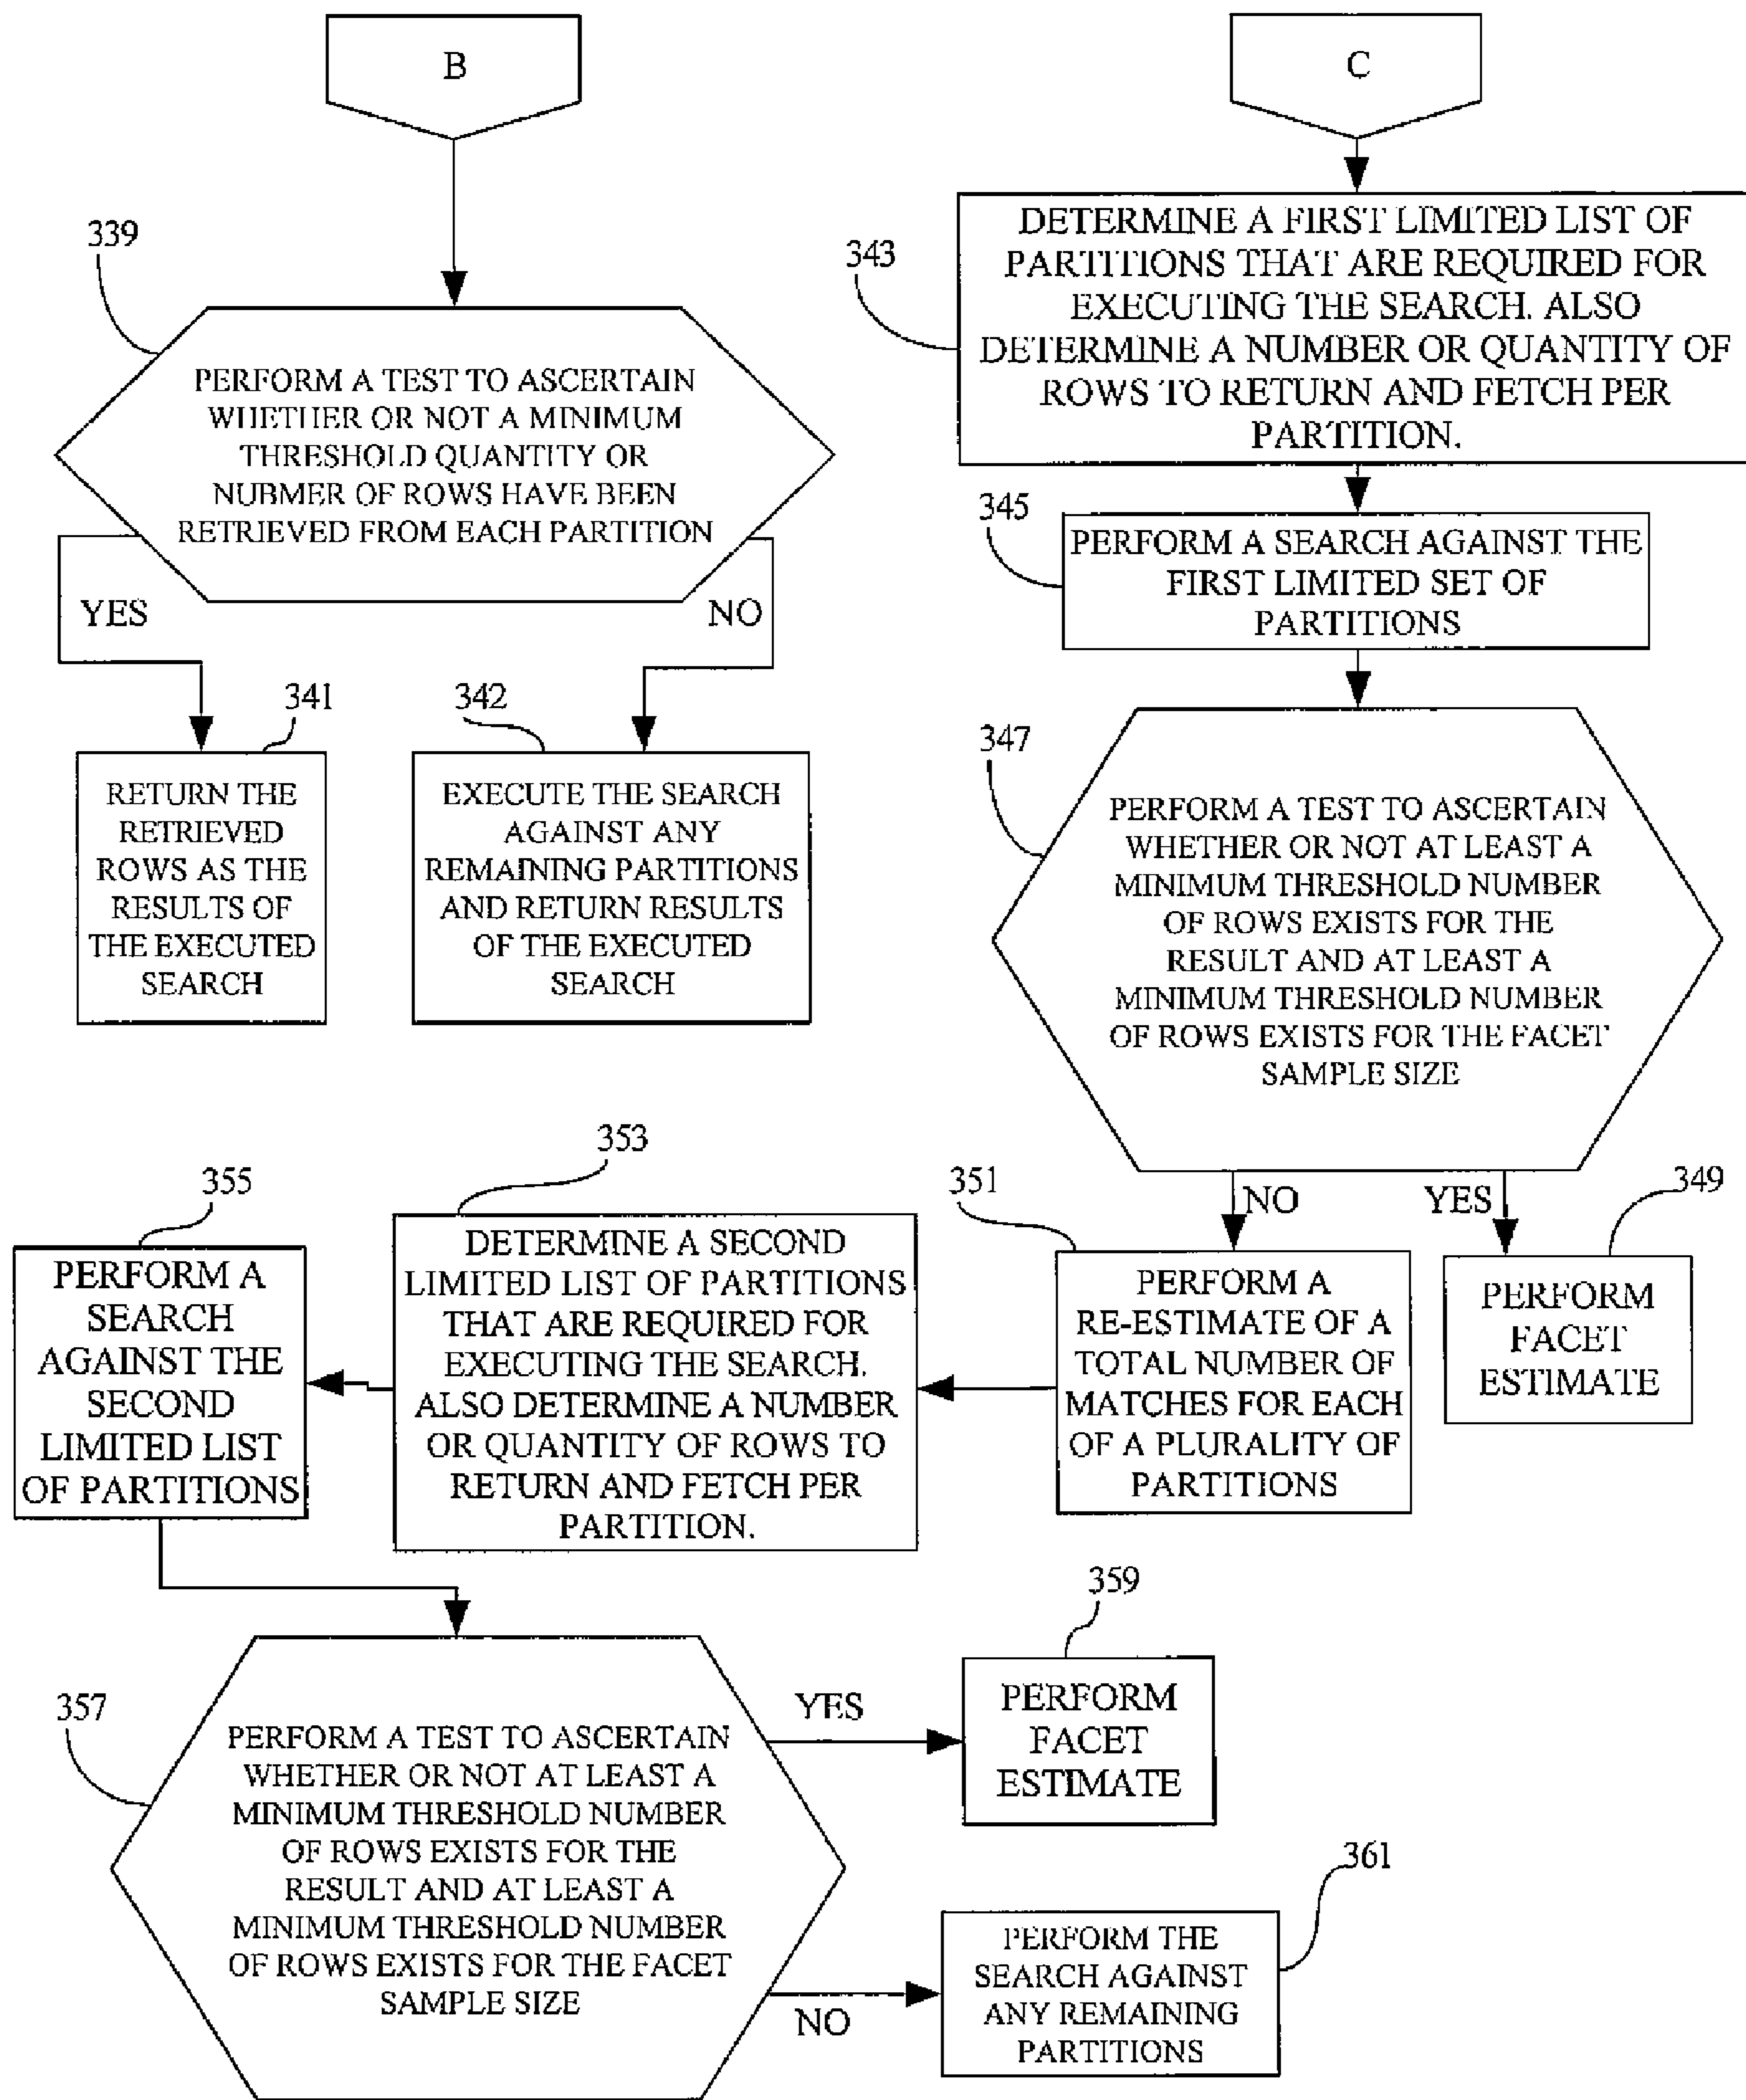 B
339
PERFORM A TEST TO ASCERTAIN
WHETHER OR NOT A MINIMUM
THRESHOLD QUANTITY OR
NUBMER OF ROWS HAVE BEEN
RETRIEVED FROM EACH PARTITION
YES
NO
341
RETURN THE
RETRIEVED
ROWS AS THE
RESULTS OF
THE EXECUTED
SEARCH
342
EXECUTE THE SEARCH
AGAINST ANY
REMAINING PARTITIONS
AND RETURN RESULTS
OF THE EXECUTED
SEARCH
C
343
DETERMINE A FIRST LIMITED LIST OF
PARTITIONS THAT ARE REQUIRED FOR
EXECUTING THE SEARCH. ALSO
DETERMINE A NUMBER OR QUANTITY OF
ROWS TO RETURN AND FETCH PER
PARTITION.
345
PERFORM A SEARCH AGAINST THE
FIRST LIMITED SET OF
PARTITIONS
347
PERFORM A TEST TO ASCERTAIN
WHETHER OR NOT AT LEAST A
MINIMUM THRESHOLD NUMBER
OF ROWS EXISTS FOR THE
RESULT AND AT LEAST A
MINIMUM THRESHOLD NUMBER
OF ROWS EXISTS FOR THE FACET
SAMPLE SIZE
NO
YES
349
PERFORM
FACET
ESTIMATE
351
PERFORM A
RE-ESTIMATE OF A
TOTAL NUMBER OF
MATCHES FOR EACH
OF A PLURALITY OF
PARTITIONS
353
DETERMINE A SECOND
LIMITED LIST OF PARTITIONS
THAT ARE REQUIRED FOR
EXECUTING THE SEARCH.
ALSO DETERMINE A NUMBER
OR QUANTITY OF ROWS TO
RETURN AND FETCH PER
PARTITION.
355
PERFORM A
SEARCH
AGAINST THE
SECOND
LIMITED LIST
OF PARTITIONS
357
PERFORM A TEST TO ASCERTAIN
WHETHER OR NOT AT LEAST A
MINIMUM THRESHOLD NUMBER
OF ROWS EXISTS FOR THE
RESULT AND AT LEAST A
MINIMUM THRESHOLD NUMBER
OF ROWS EXISTS FOR THE FACET
SAMPLE SIZE
YES
359
PERFORM
FACET
ESTIMATE
NO
361
PERFORM THE
SEARCH AGAINST
ANY REMAINING
PARTITIONS